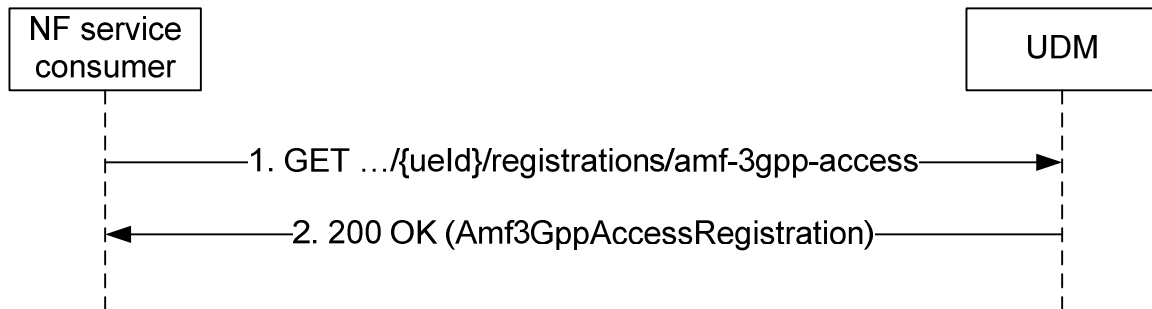 NF service
consumer
UDM
1. GET …/{ueId}/registrations/amf-3gpp-access
2. 200 OK (Amf3GppAccessRegistration)